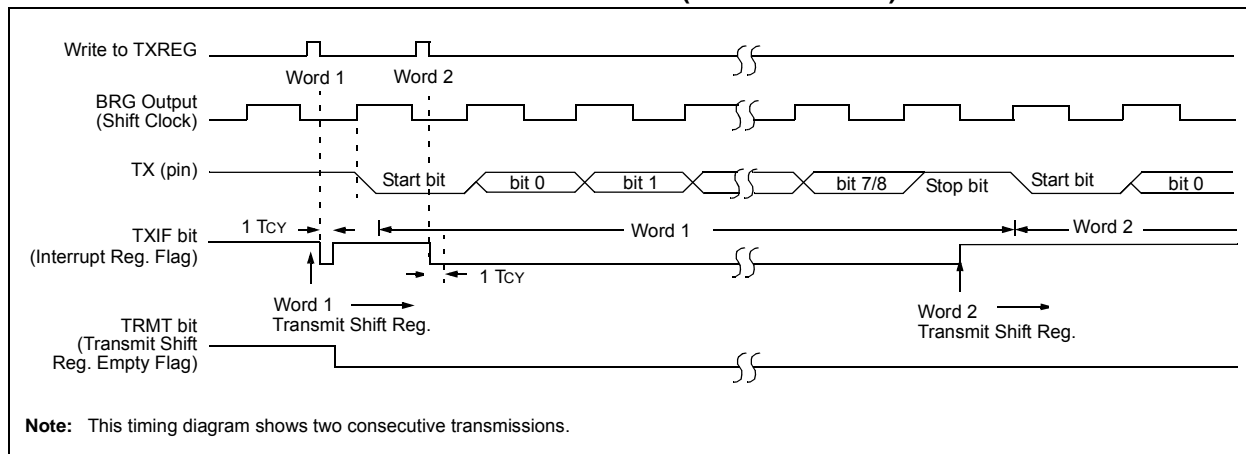 Write to TXREG
Word 1
Word 2
BRG Output
(Shift Clock)
TX (pin)
Start bit
bit 0
bit 1
bit 7/8
Stop bit
Start bit
bit 0
1 TCY
Word 1
Word 2
TXIF bit
(Interrupt Reg. Flag)
1 TCY
Word 1
Transmit Shift Reg.
Word 2
Transmit Shift Reg.
TRMT bit
(Transmit Shift
Reg. Empty Flag)
Note: This timing diagram shows two consecutive transmissions.